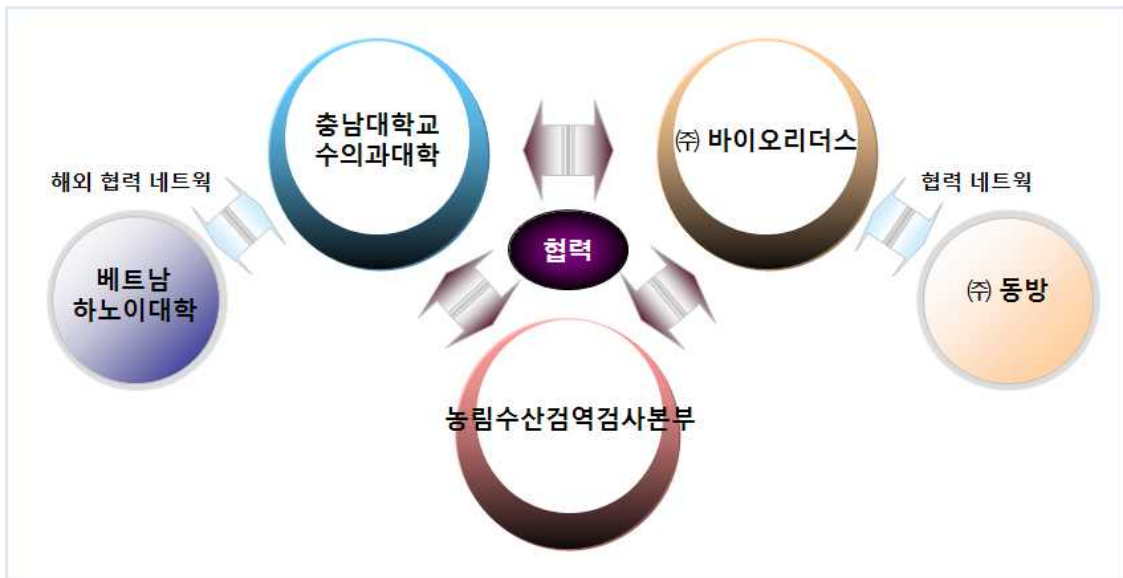 충남대학교
수의과대학
㈜ 바이오리더스
해외 협력 네트웍
협력 네트웍
협력
베트남
하노이대학
㈜ 동방
농림수산검역검사본부